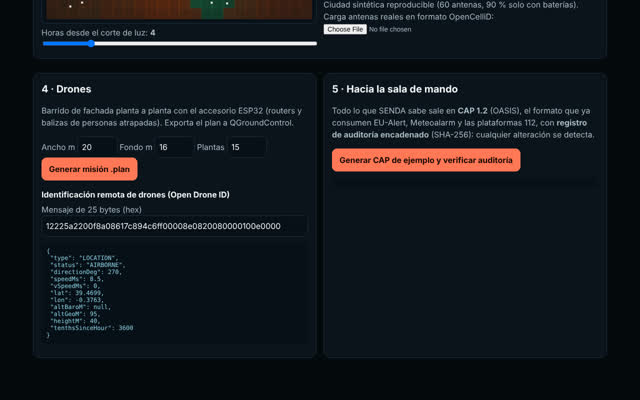 Horas desde el corte de luz: 4
Ciudad sintética reproducible (60 antenas, 90 % solo con baterías).
Carga antenas reales en formato OpenCelliD:
Choose File No file chosen
4 · Drones
Barrido de fachada planta a planta con el accesorio ESP32 (routers y
balizas de personas atrapadas). Exporta el plan a QGroundControl.
Ancho m 20 Fondo m 16 Plantas 15
Generar misión .plan
Identificación remota de drones (Open Drone ID)
Mensaje de 25 bytes (hex)
12225a2200f8a08617c894c6ff00008e0820080000100e0000
{
"type": "LOCATION",
"status": "AIRBORNE",
"directionDeg": 270,
"speedMs": 8.5,
"vSpeedMs": 0,
"lat": 39.4699,
"lon": -0.3763,
"altBaroM": null,
"altGeoM": 95,
"heightM": 40,
"tenthsSinceHour": 3600
}
5 · Hacia la sala de mando
Todo lo que SENDA sabe sale en CAP 1.2 (OASIS), el formato que ya
consumen EU-Alert, Meteoalarm y las plataformas 112, con registro
de auditoría encadenado (SHA-256): cualquier alteración se detecta.
Generar CAP de ejemplo y verificar auditoría